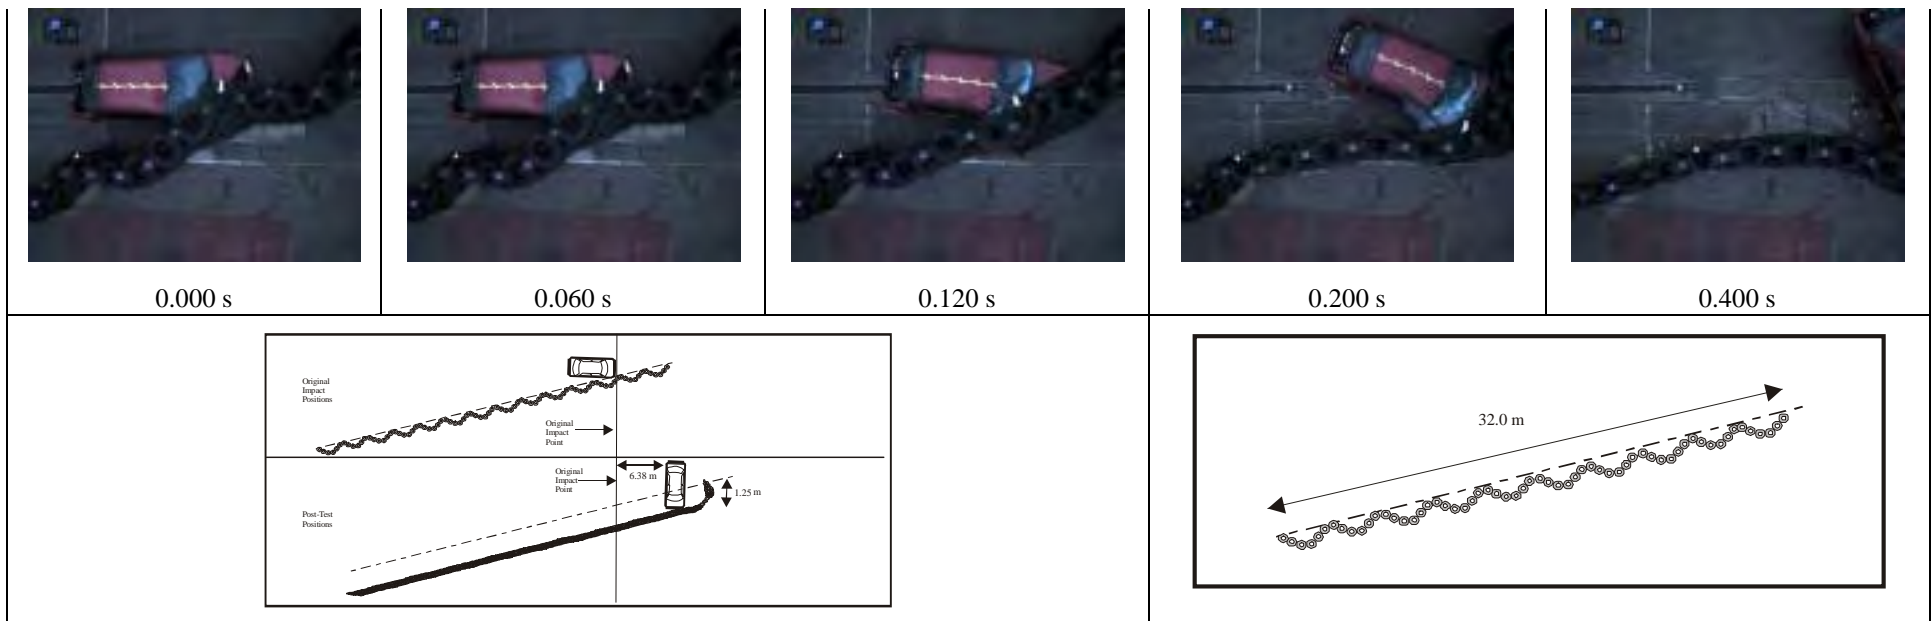 0.000 s
0.060 s
0.120 s
0.200 s
0.400 s
Original
Impact
Positions
Original
Impact
Point
Original
Impact
Point
6.38 m
1.25 m
Post-Test
Positions
32.0 m